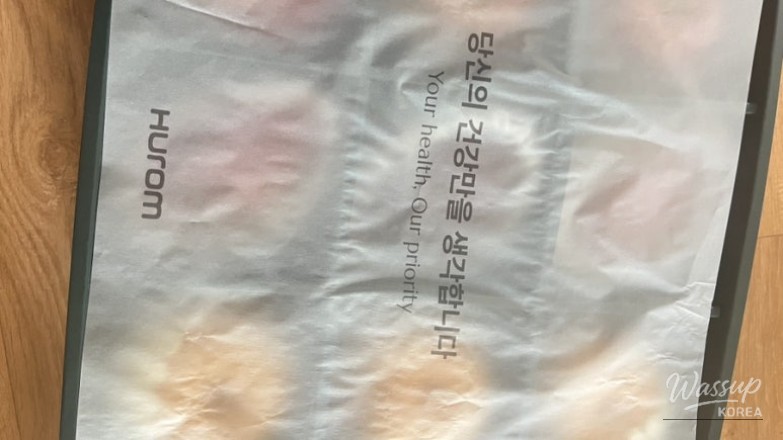 당신의 건강만을 생각합니다
Your health, Our priority
Hurom
Wassup
KOREA